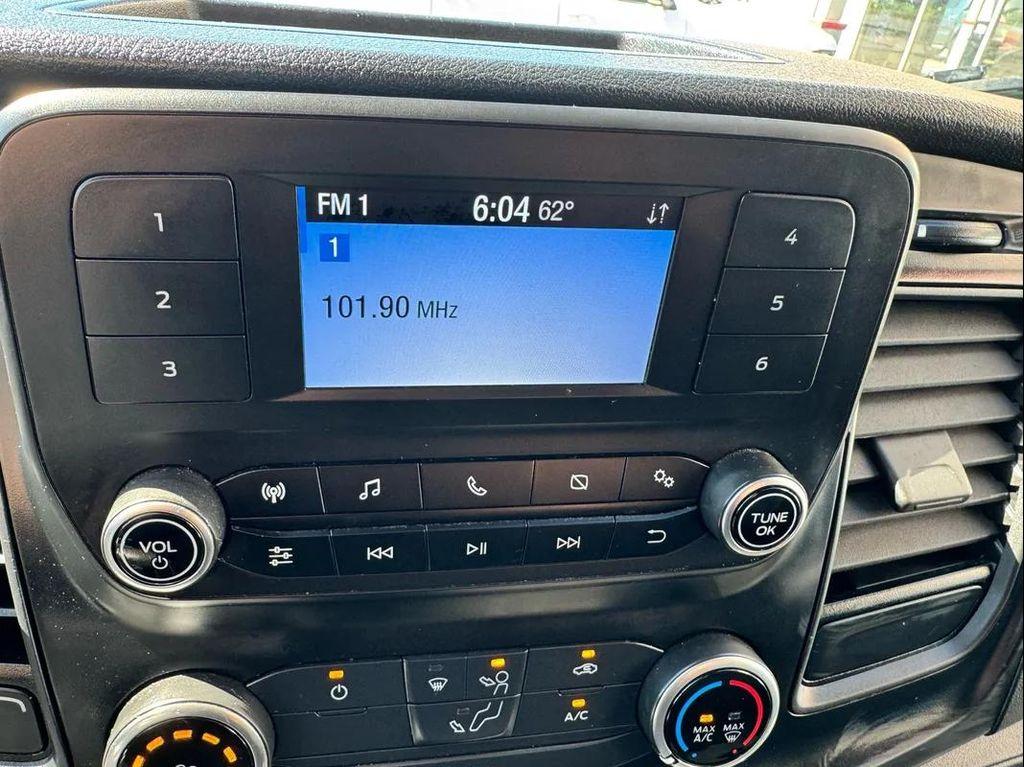 FM 1 6:04 62°
1
101.90 MHz
1
2
3
4
5
6
VOL
TUNE
OK
A/C
MAX
A/C
MAX